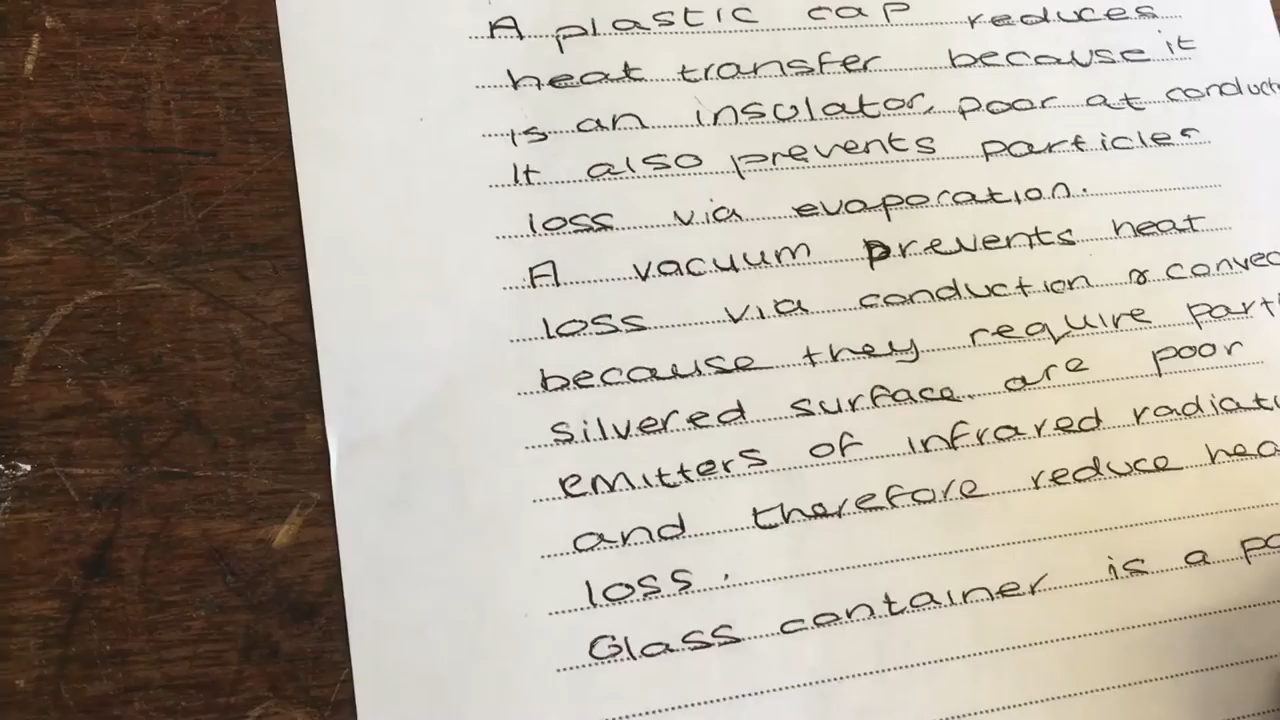 A plastic cap reduces
heat transfer because it
is an insulator, poor at conduct
It also prevents particles
loss via evaporation.
A vacuum prevents heat
loss via conduction & convec
because they require part
silvered surface are poor
emitters of infrared radiati
and therefore reduce hea
loss.
Glass container is a po